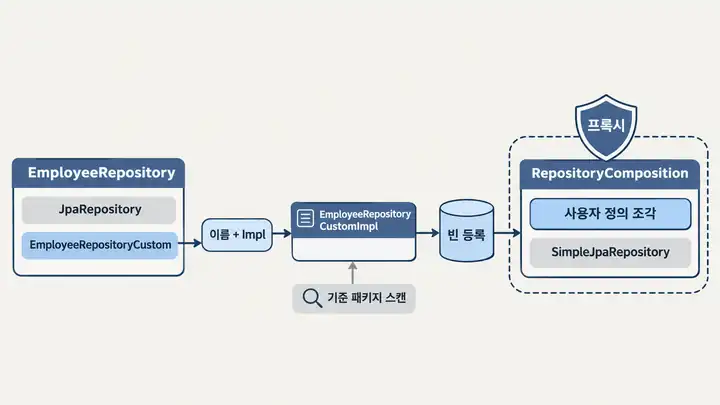 EmployeeRepository
JpaRepository
EmployeeRepositoryCustom
이름 + Impl
EmployeeRepository
CustomImpl
기준 패키지 스캔
빈 등록
프록시
RepositoryComposition
사용자 정의 조각
SimpleJpaRepository